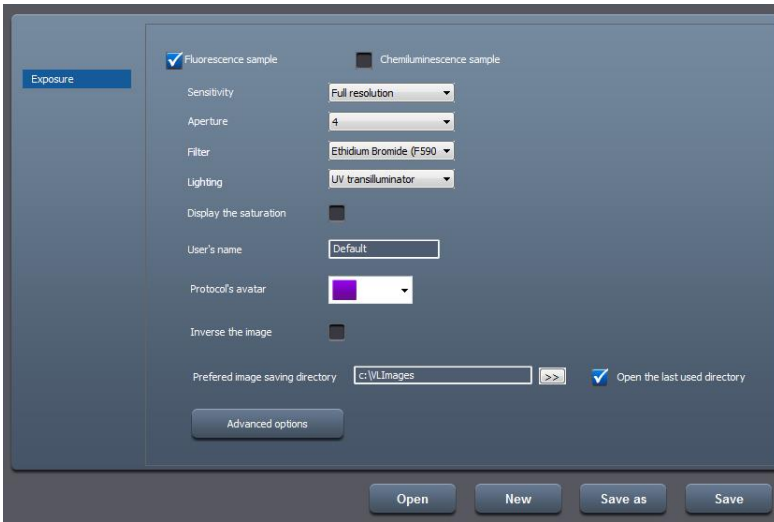 Fluorescence sample Chemiluminescence sample
Exposure
Sensitivity Full resolution
Aperture 4
Filter Ethidium Bromide (F590
Lighting UV transilluminator
Display the saturation
User's name Default
Protocol's avatar
Inverse the image
Prefered image saving directory c:\VLImages >> Open the last used directory
Advanced options
Open New Save as Save